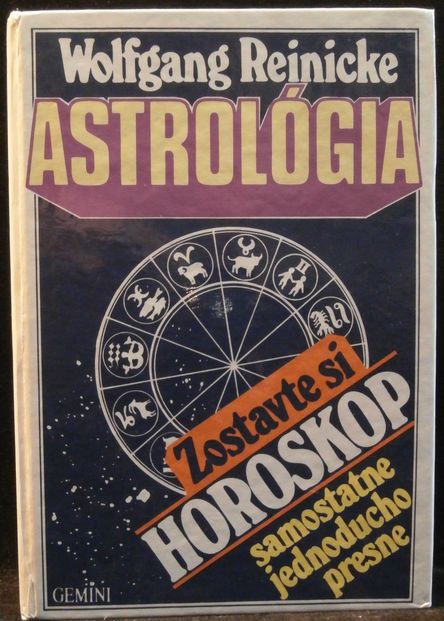 Wolfgang Reinicke
ASTROLÓGIA
Zostavte si
HOROSKOP
samostatne
jednoducho
presne
GEMINI